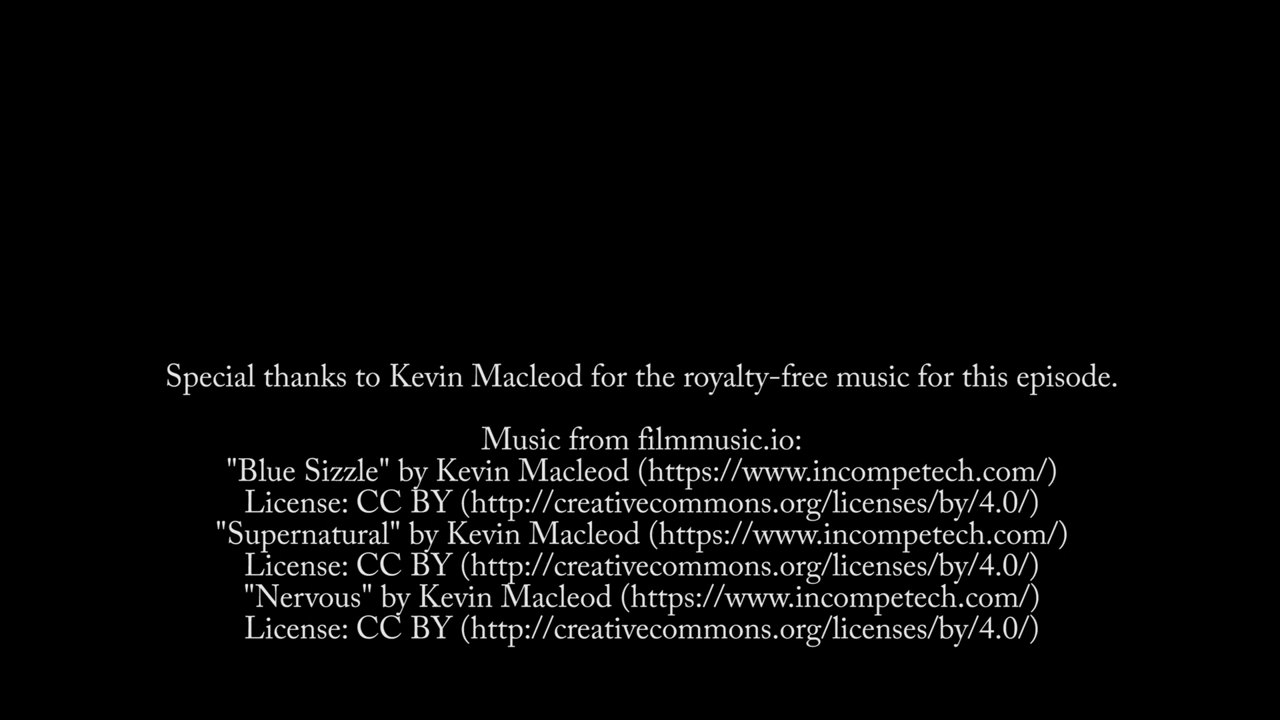 Special thanks to Kevin Macleod for the royalty-free music for this episode.
Music from filmmusic.io:
"Blue Sizzle" by Kevin Macleod (https://www.incompetech.com/)
License: CC BY (http://creativecommons.org/licenses/by/4.0/)
"Supernatural" by Kevin Macleod (https://www.incompetech.com/)
License: CC BY (http://creativecommons.org/licenses/by/4.0/)
"Nervous" by Kevin Macleod (https://www.incompetech.com/)
License: CC BY (http://creativecommons.org/licenses/by/4.0/)